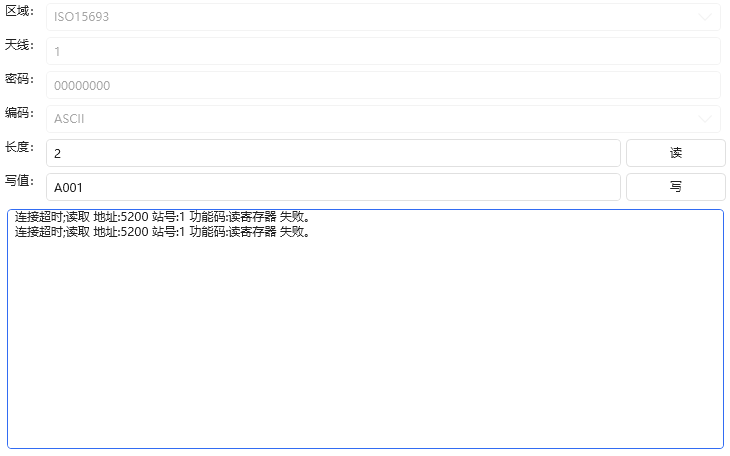 区域: ISO15693
天线: 1
密码: 00000000
编码: ASCII
长度: 2 读
写值: A001 写
连接超时;读取 地址:5200 站号:1 功能码:读寄存器 失败。
连接超时;读取 地址:5200 站号:1 功能码:读寄存器 失败。